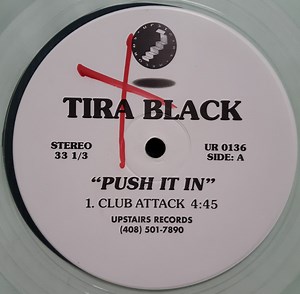 TIRA BLACK
STEREO
33 1/3
UR 0136
SIDE: A
“PUSH IT IN”
1. CLUB ATTACK 4:45
UPSTAIRS RECORDS
(408) 501-7890